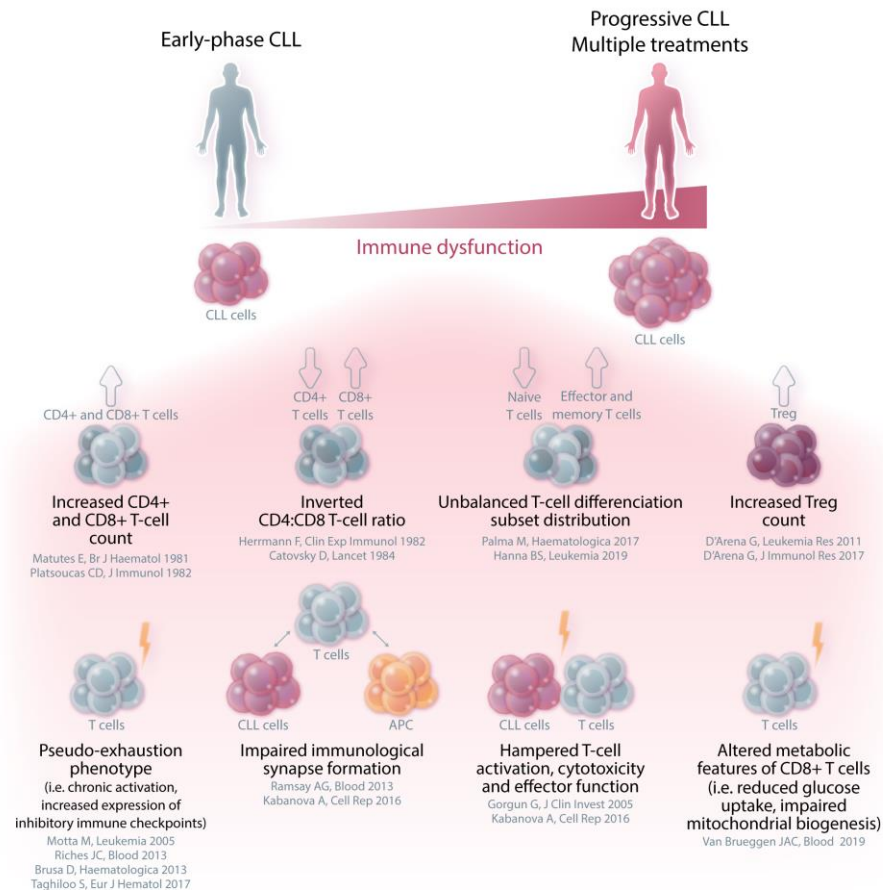 Early-phase CLL
Progressive CLL
Multiple treatments
Immune dysfunction
CLL cells
CLL cells
CD4+ and CD8+ T cells
Increased CD4+
and CD8+ T-cell
count
Matutes E, Br J Haematol 1981
Platsoucas CD, J Immunol 1982
CD4+
T cells
CD8+
T cells
Inverted
CD4:CD8 T-cell ratio
Herrmann F, Clin Exp Immunol 1982
Catovsky D, Lancet 1984
Naive
T cells
Effector and
memory T cells
Unbalanced T-cell differenciation
subset distribution
Palma M, Haematologica 2017
Hanna BS, Leukemia 2019
Treg
Increased Treg
count
D'Arena G, Leukemia Res 2011
D'Arena G, J Immunol Res 2017
T cells
Pseudo-exhaustion
phenotype
(i.e. chronic activation,
increased expression of
inhibitory immune checkpoints)
Motta M, Leukemia 2005
Riches JC, Blood 2013
Brusa D, Haematologica 2013
Taghiloo S, Eur J Hematol 2017
T cells
CLL cells
APC
Impaired immunological
synapse formation
Ramsay AG, Blood 2013
Kabanova A, Cell Rep 2016
CLL cells
T cells
Hampered T-cell
activation, cytotoxicity
and effector function
Gorgun G, J Clin Invest 2005
Kabanova A, Cell Rep 2016
T cells
Altered metabolic
features of CD8+ T cells
(i.e. reduced glucose
uptake, impaired
mitochondrial biogenesis)
Van Brueggen JAC, Blood 2019